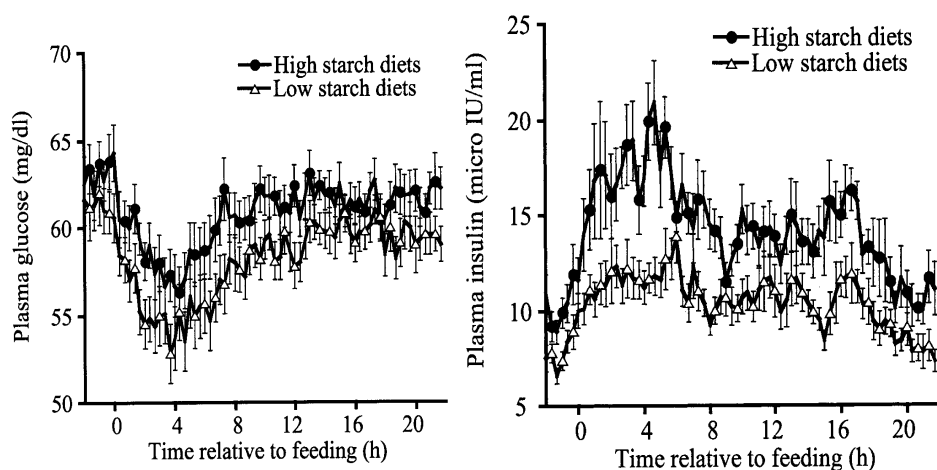 70
65
60
55
50
Plasma glucose (mg/dl)
High starch diets
Low starch diets
0 4 8 12 16 20
Time relative to feeding (h)
25
20
15
10
5
Plasma insulin (micro IU/ml)
High starch diets
Low starch diets
0 4 8 12 16 20
Time relative to feeding (h)